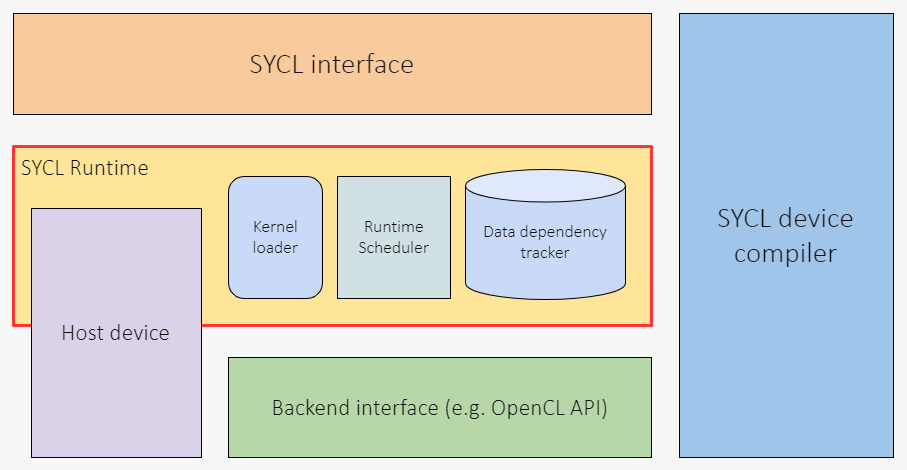 SYCL interface
SYCL Runtime
Kernel
loader
Runtime
Scheduler
Data dependency
tracker
Host device
Backend interface (e.g. OpenCL API)
SYCL device
compiler